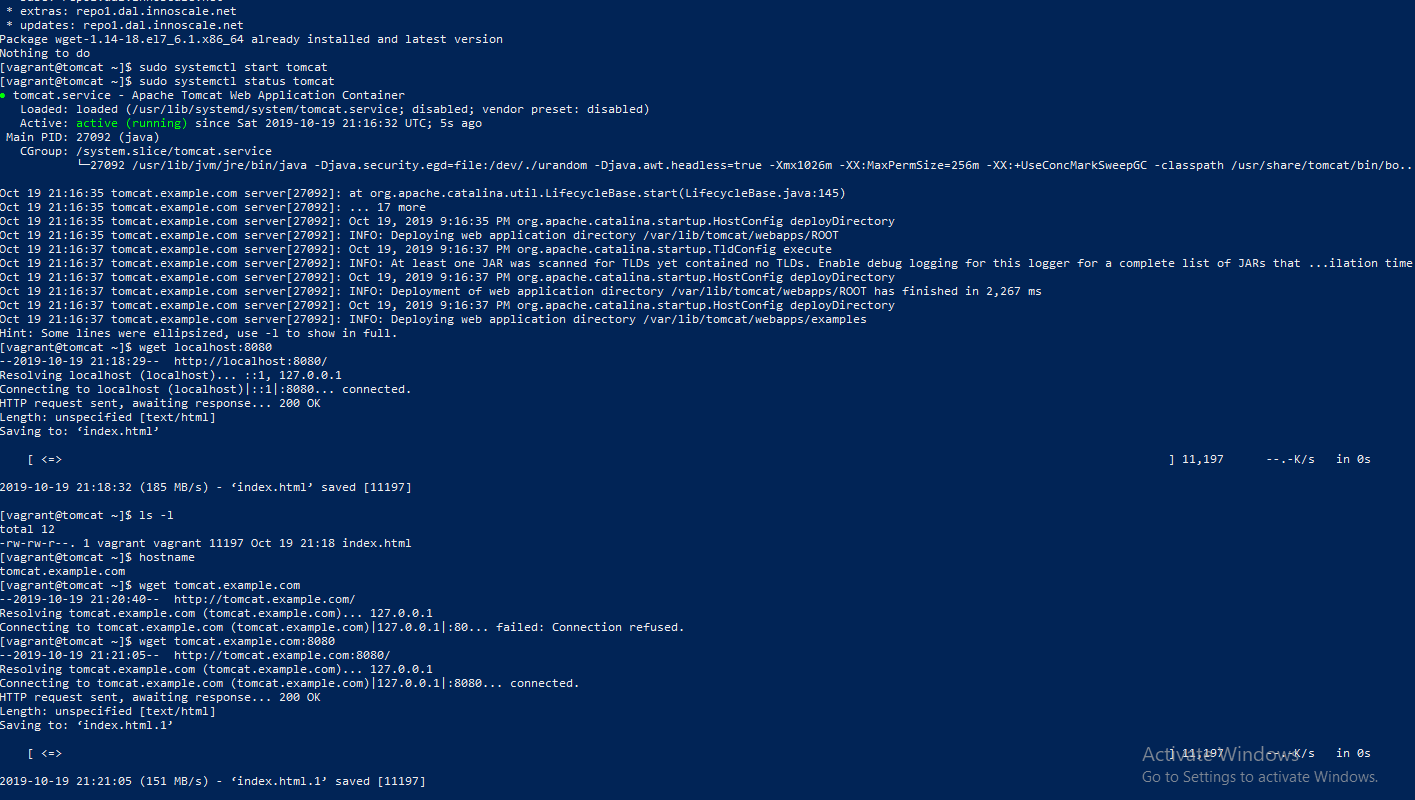 * extras: repo1.dal.innoscale.net
* updates: repo1.dal.innoscale.net
Package wget-1.14-18.el7_6.1.x86_64 already installed and latest version
Nothing to do
[vagrant@tomcat ~]$ sudo systemctl start tomcat
[vagrant@tomcat ~]$ sudo systemctl status tomcat
● tomcat.service - Apache Tomcat Web Application Container
Loaded: loaded (/usr/lib/systemd/system/tomcat.service; disabled; vendor preset: disabled)
Active: active (running) since Sat 2019-10-19 21:16:32 UTC; 5s ago
Main PID: 27092 (java)
CGroup: /system.slice/tomcat.service
└─27092 /usr/lib/jvm/jre/bin/java -Djava.security.egd=file:/dev/./urandom -Djava.awt.headless=true -Xmx1026m -XX:MaxPermSize=256m -XX:+UseConcMarkSweepGC -classpath /usr/share/tomcat/bin/bo...
Oct 19 21:16:35 tomcat.example.com server[27092]: at org.apache.catalina.util.LifecycleBase.start(LifecycleBase.java:145)
Oct 19 21:16:35 tomcat.example.com server[27092]: ... 17 more
Oct 19 21:16:35 tomcat.example.com server[27092]: Oct 19, 2019 9:16:35 PM org.apache.catalina.startup.HostConfig deployDirectory
Oct 19 21:16:35 tomcat.example.com server[27092]: INFO: Deploying web application directory /var/lib/tomcat/webapps/ROOT
Oct 19 21:16:37 tomcat.example.com server[27092]: Oct 19, 2019 9:16:37 PM org.apache.catalina.startup.TldConfig execute
Oct 19 21:16:37 tomcat.example.com server[27092]: INFO: At least one JAR was scanned for TLDs yet contained no TLDs. Enable debug logging for this logger for a complete list of JARs that ...ilation time
Oct 19 21:16:37 tomcat.example.com server[27092]: Oct 19, 2019 9:16:37 PM org.apache.catalina.startup.HostConfig deployDirectory
Oct 19 21:16:37 tomcat.example.com server[27092]: INFO: Deployment of web application directory /var/lib/tomcat/webapps/ROOT has finished in 2,267 ms
Oct 19 21:16:37 tomcat.example.com server[27092]: Oct 19, 2019 9:16:37 PM org.apache.catalina.startup.HostConfig deployDirectory
Oct 19 21:16:37 tomcat.example.com server[27092]: INFO: Deploying web application directory /var/lib/tomcat/webapps/examples
Hint: Some lines were ellipsized, use -l to show in full.
[vagrant@tomcat ~]$ wget localhost:8080
--2019-10-19 21:18:29-- http://localhost:8080/
Resolving localhost (localhost)... ::1, 127.0.0.1
Connecting to localhost (localhost)|::1|:8080... connected.
HTTP request sent, awaiting response... 200 OK
Length: unspecified [text/html]
Saving to: ‘index.html’
[ <=> ] 11,197 --.-K/s in 0s
2019-10-19 21:18:32 (185 MB/s) - ‘index.html’ saved [11197]
[vagrant@tomcat ~]$ ls -l
total 12
-rw-rw-r--. 1 vagrant vagrant 11197 Oct 19 21:18 index.html
[vagrant@tomcat ~]$ hostname
tomcat.example.com
[vagrant@tomcat ~]$ wget tomcat.example.com
--2019-10-19 21:20:40-- http://tomcat.example.com/
Resolving tomcat.example.com (tomcat.example.com)... 127.0.0.1
Connecting to tomcat.example.com (tomcat.example.com)|127.0.0.1|:80... failed: Connection refused.
[vagrant@tomcat ~]$ wget tomcat.example.com:8080
--2019-10-19 21:21:05-- http://tomcat.example.com:8080/
Resolving tomcat.example.com (tomcat.example.com)... 127.0.0.1
Connecting to tomcat.example.com (tomcat.example.com)|127.0.0.1|:8080... connected.
HTTP request sent, awaiting response... 200 OK
Length: unspecified [text/html]
Saving to: ‘index.html.1’
[ <=> ] 11,197 --.-K/s in 0s
Activate Windows
Go to Settings to activate Windows.
2019-10-19 21:21:05 (151 MB/s) - ‘index.html.1’ saved [11197]